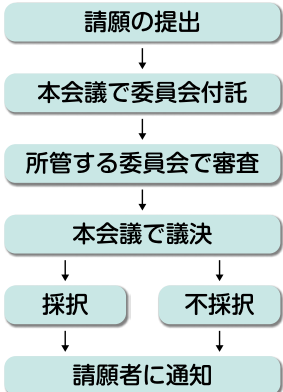 請願の提出
本会議で委員会付託
所管する委員会で審査
本会議で議決
採択
不採択
請願者に通知